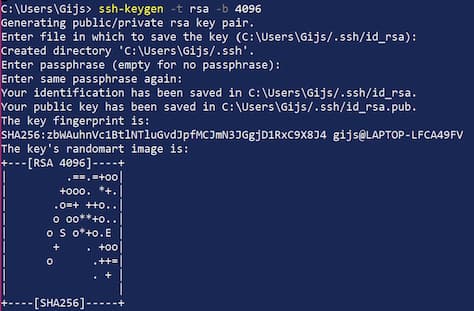 C:\Users\Gijs> ssh-keygen -t rsa -b 4096
Generating public/private rsa key pair.
Enter file in which to save the key (C:\Users\Gijs/.ssh/id_rsa):
Created directory 'C:\Users\Gijs/.ssh'.
Enter passphrase (empty for no passphrase):
Enter same passphrase again:
Your identification has been saved in C:\Users\Gijs/.ssh/id_rsa.
Your public key has been saved in C:\Users\Gijs/.ssh/id_rsa.pub.
The key fingerprint is:
SHA256:zbWAuhnVc1BtlNTluGvdJpfMCJmN3JGgjD1RxC9X8J4 gijs@LAPTOP-LFCA49FV
The key's randomart image is:
+---[RSA 4096]----+
|        .==.=+oo|
|       +ooo. *+.|
|      .o=+ ++o..|
|      o oo**+o..|
|     o S o*+o.E |
|      +    . +oo|
|     o      .++=|
|            . + |
|                |
+----[SHA256]-----+